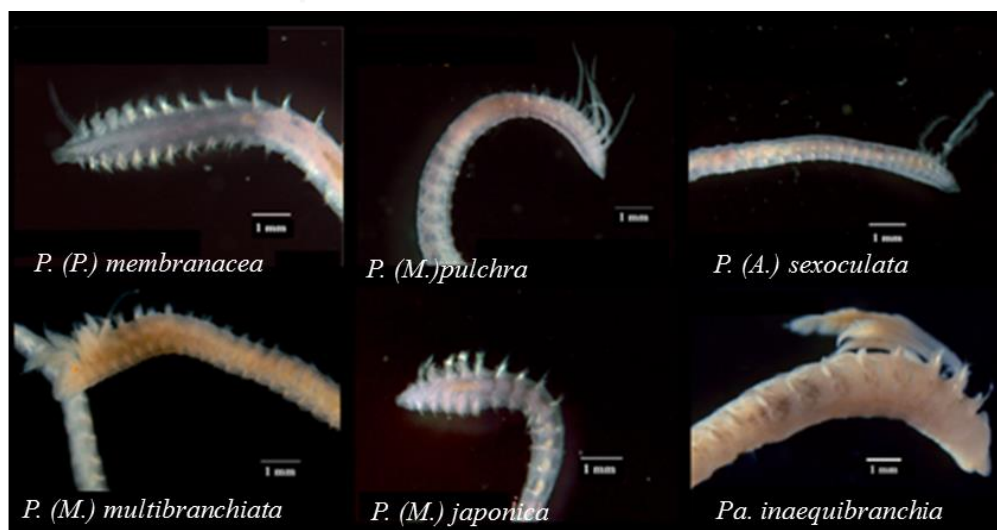 1 mm
P. (P.) membranacea
1 mm
P. (M.)pulchra
1 mm
P. (A.) sexoculata
1 mm
P. (M.) multibranchiata
1 mm
P. (M.) japonica
1 mm
Pa. inaequibranchia